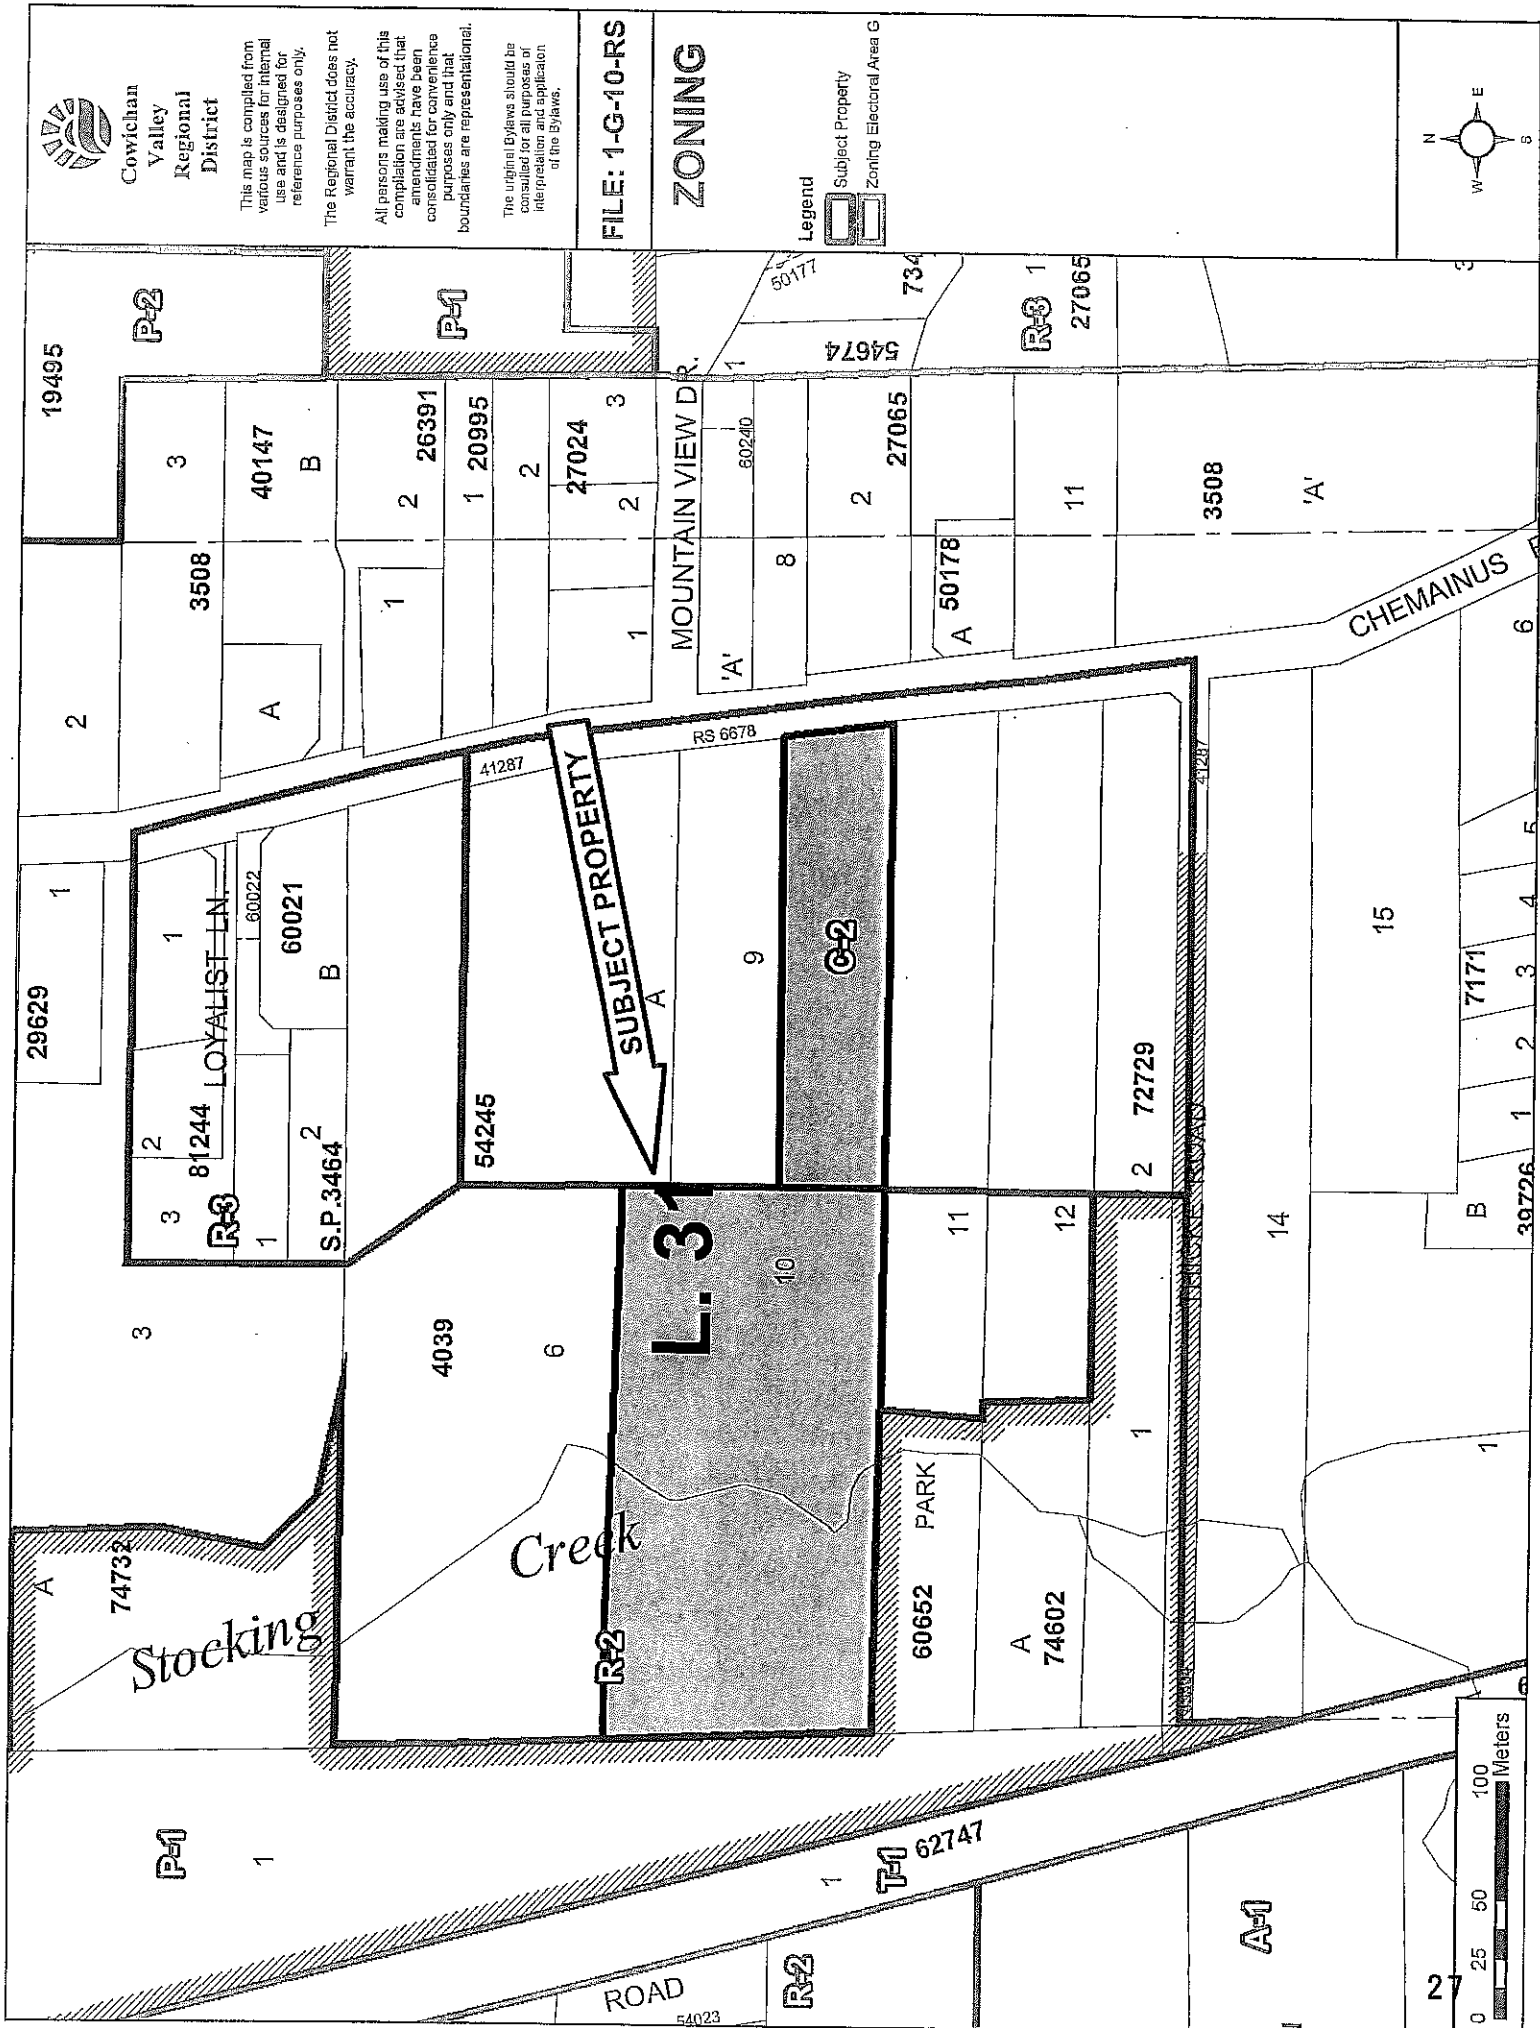 Cowichan
Valley
Regional
District
This map is compiled from
various sources for internal
use and is designed for
reference purposes only.
The Regional District does not
warrant the accuracy.
All persons making use of this
compilation are advised that
amendments have been
consolidated for convenience
purposes only and that
boundaries are representational.
The original Bylaws should be
consulted for all purposes of
interpretation and application
of the Bylaws.
FILE: 1-G-10-RS
ZONING
Legend
Subject Property
Zoning Electoral Area G
N
W
E
S
19495
P-2
3
40147
B
2
26391
1
20995
2
27024
3
2
P-1
MOUNTAIN VIEW DR.
1
50177
54674
734
60240
2
27065
R-3
1
27065
11
3508
'A'
3
2
3508
A
1
1
'A'
8
50178
A
CHEMAINUS
29629
1
1
LOYALIST LN.
60022
60021
B
2
81244
3
R-3
1
2
S.P.3464
41287
RS 6678
SUBJECT PROPERTY
54245
A
9
C-2
2
72729
41287
6
15
7171
5
4
3
2
1
39726
B
14
3
4039
6
L. 31
10
11
12
1
1
A
74732
Stocking
Creek
R-2
PARK
60652
A
74602
P-1
1
1
T-1
62747
ROAD
54023
R-2
A-1
6
0
25
50
100
Meters
27